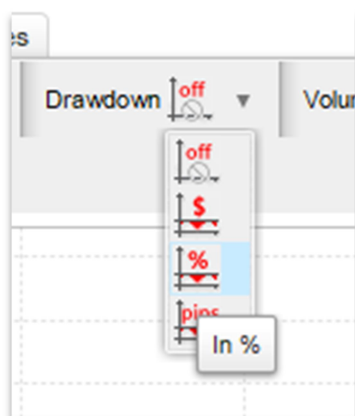 es
Drawdown off
Volu
off
$
%
pips
In %